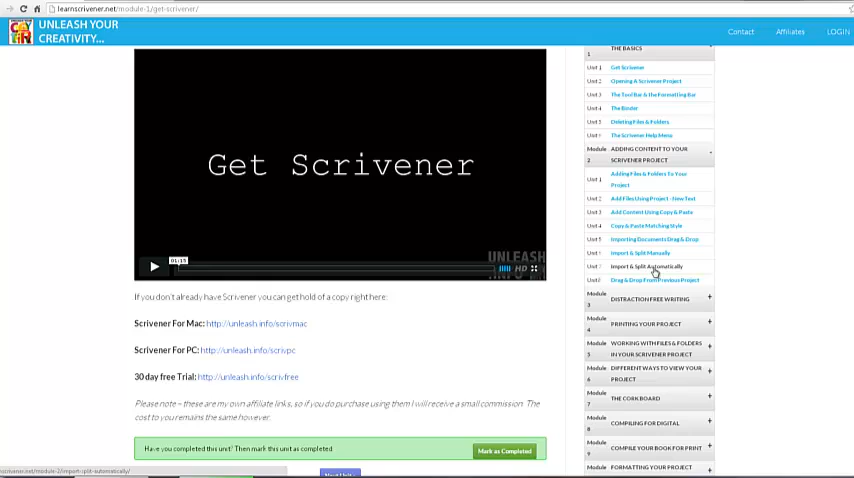 learnscrivener.net/module-1/get-scrivener/
UNLEASH YOUR
CREATIVITY...
Contact
Affiliates
LOGIN
Get Scrivener
01:15
UNLEASH
HD
If you don't already have Scrivener you can get hold of a copy right here:
Scrivener For Mac: http://unleash.info/scrivmac
Scrivener For PC: http://unleash.info/scrivpc
30 day free Trial: http://unleash.info/scrivfree
Please note – these are my own affiliate links, so if you do purchase using them I will receive a small commission. The
cost to you remains the same however.
Have you completed this unit? Then mark this unit as completed.
Mark as Completed
1
THE BASICS
Unit 1 Get Scrivener
Unit 2 Opening A Scrivener Project
Unit 3 The Tool Bar & the Formatting Bar
Unit 4 The Binder
Unit 5 Deleting Files & Folders
Unit 6 The Scrivener Help Menu
Module 2
ADDING CONTENT TO YOUR
SCRIVENER PROJECT
Unit 1 Adding Files & Folders To Your
Project
Unit 2 Add Files Using Project - New Text
Unit 3 Add Content Using Copy & Paste
Unit 4 Copy & Paste Matching Style
Unit 5 Importing Documents Drag & Drop
Unit 6 Import & Split Manually
Unit 7 Import & Split Automatically
Unit 8 Drag & Drop From Previous Project
Module 3 DISTRACTION FREE WRITING
Module 4 PRINTING YOUR PROJECT
Module 5 WORKING WITH FILES & FOLDERS
IN YOUR SCRIVENER PROJECT
Module 6 DIFFERENT WAYS TO VIEW YOUR
PROJECT
Module 7 THE CORK BOARD
Module 8 COMPILING FOR DIGITAL
Module 9 COMPILE YOUR BOOK FOR PRINT
Module FORMATTING YOUR PROJECT
scrivener.net/module-2/import-split-automatically/